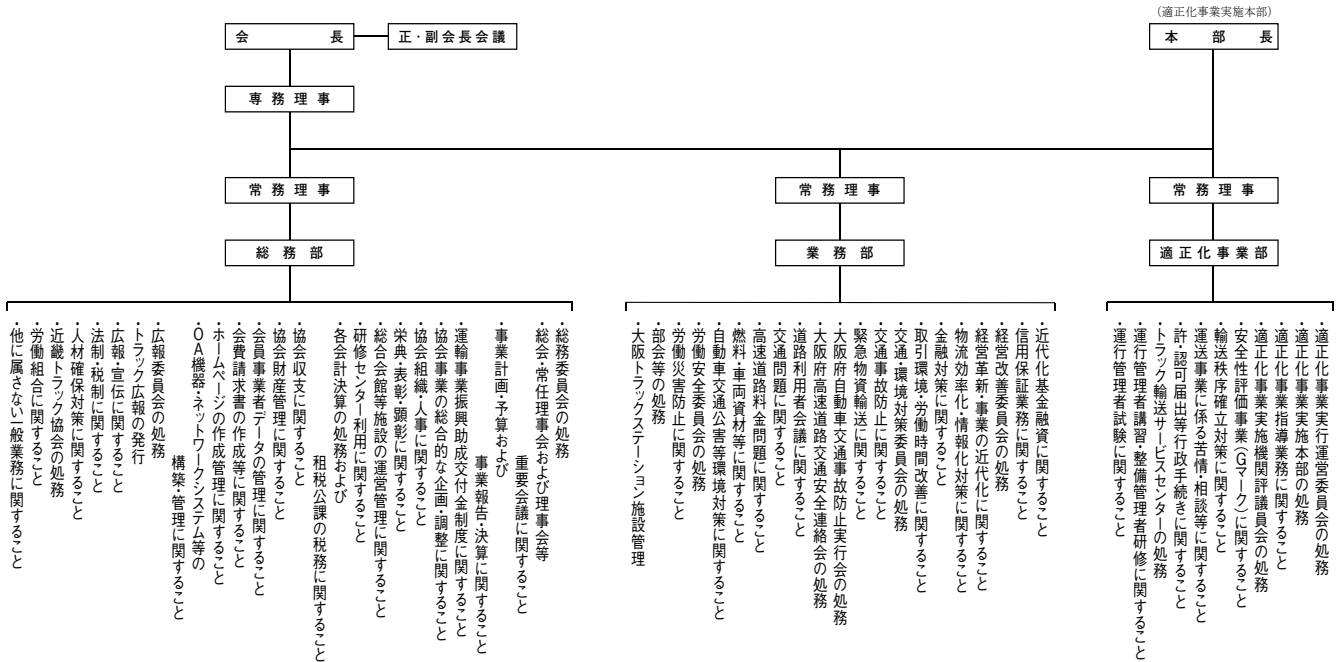 (適正化事業実施本部)
会長
正・副会長会議
本部長
専務理事
常務理事
常務理事
常務理事
総務部
業務部
適正化事業部
・総務委員会の処務
・総会・常任理事会および理事会等
重要会議に関すること
・事業計画・予算および
事業報告・決算に関すること
・運輸事業振興助成交付金制度に関すること
・協会事業の総合的な企画・調整に関すること
・協会組織・人事に関すること
・栄典・表彰・顕彰に関すること
・総合会館等施設の運営管理に関すること
・研修センター利用に関すること
・各会計決算の処務および
租税公課の税務に関すること
・協会収支に関すること
・協会財産管理に関すること
・会員事業者データの管理に関すること
・会費請求書の作成等に関すること
・ホームページの作成管理に関すること
・OA機器・ネットワークシステム等の
構築・管理に関すること
・広報委員会の処務
・トラック広報の発行
・広報・宣伝に関すること
・法制・税制に関すること
・人材確保対策に関すること
・近畿トラック協会の処務
・労働組合に関すること
・他に属さない一般業務に関すること
・近代化基金融資に関すること
・信用保証業務に関すること
・経営改善委員会の処務
・経営革新・事業の近代化に関すること
・物流効率化・情報化対策に関すること
・金融対策に関すること
・取引環境・労働時間改善に関すること
・交通・環境対策委員会の処務
・交通事故防止に関すること
・緊急物資輸送に関すること
・大阪府自動車交通事故防止実行会の処務
・大阪府高速道路交通安全連絡会の処務
・道路利用者会議に関すること
・交通問題に関すること
・高速道路料金問題に関すること
・燃料・車両資材等に関すること
・自動車交通公害等環境対策に関すること
・労働安全委員会の処務
・労働災害防止に関すること
・部会等の処務
・大阪トラックステーション施設管理
・適正化事業実行運営委員会の処務
・適正化事業実施本部の処務
・適正化事業指導業務に関すること
・適正化事業実施機関評議員会の処務
・安全性評価事業(Gマーク)に関すること
・輸送秩序確立対策に関すること
・運送事業に係る苦情・相談等に関すること
・許・認可届出等行政手続きに関すること
・トラック輸送サービスセンターの処務
・運行管理者講習・整備管理者研修に関すること
・運行管理者試験に関すること